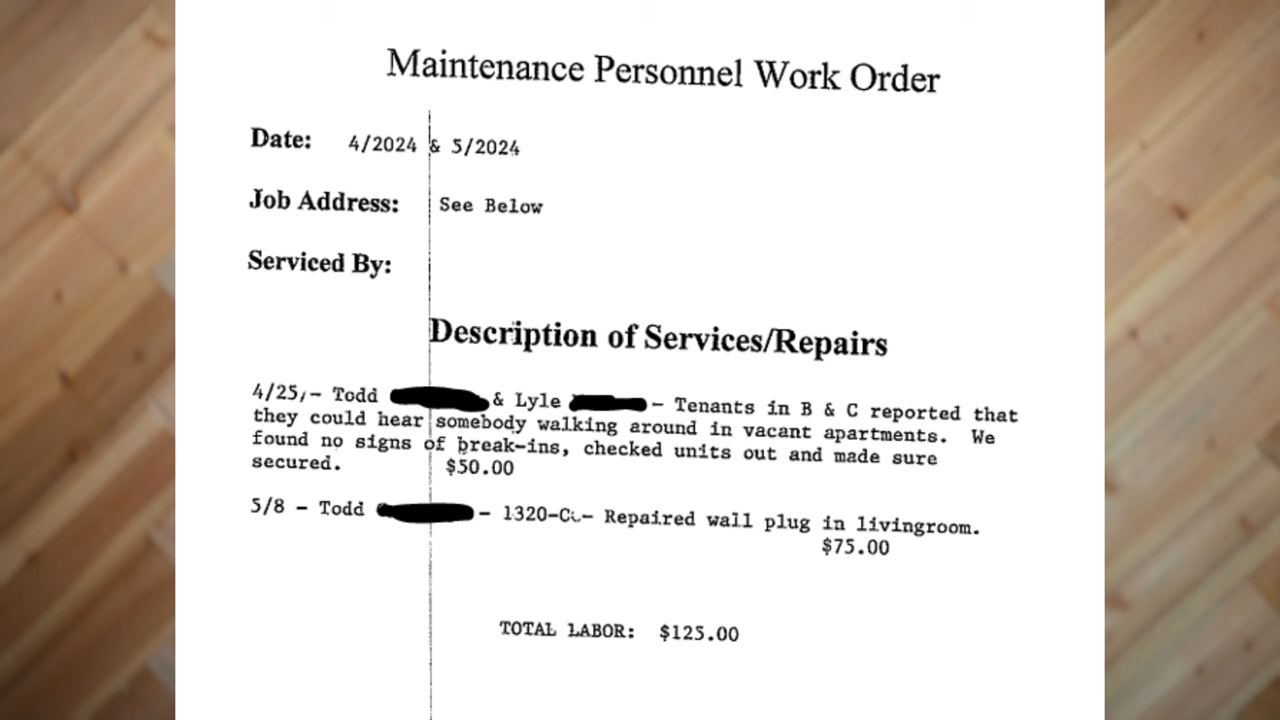 Maintenance Personnel Work Order
Date: 4/2024 & 5/2024
Job Address: See Below
Serviced By:
Description of Services/Repairs
4/25,- Todd & Lyle - Tenants in B & C reported that
they could hear somebody walking around in vacant apartments. We
found no signs of break-ins, checked units out and made sure
secured. $50.00
5/8 - Todd - 1320-C - Repaired wall plug in livingroom.
$75.00
TOTAL LABOR: $125.00